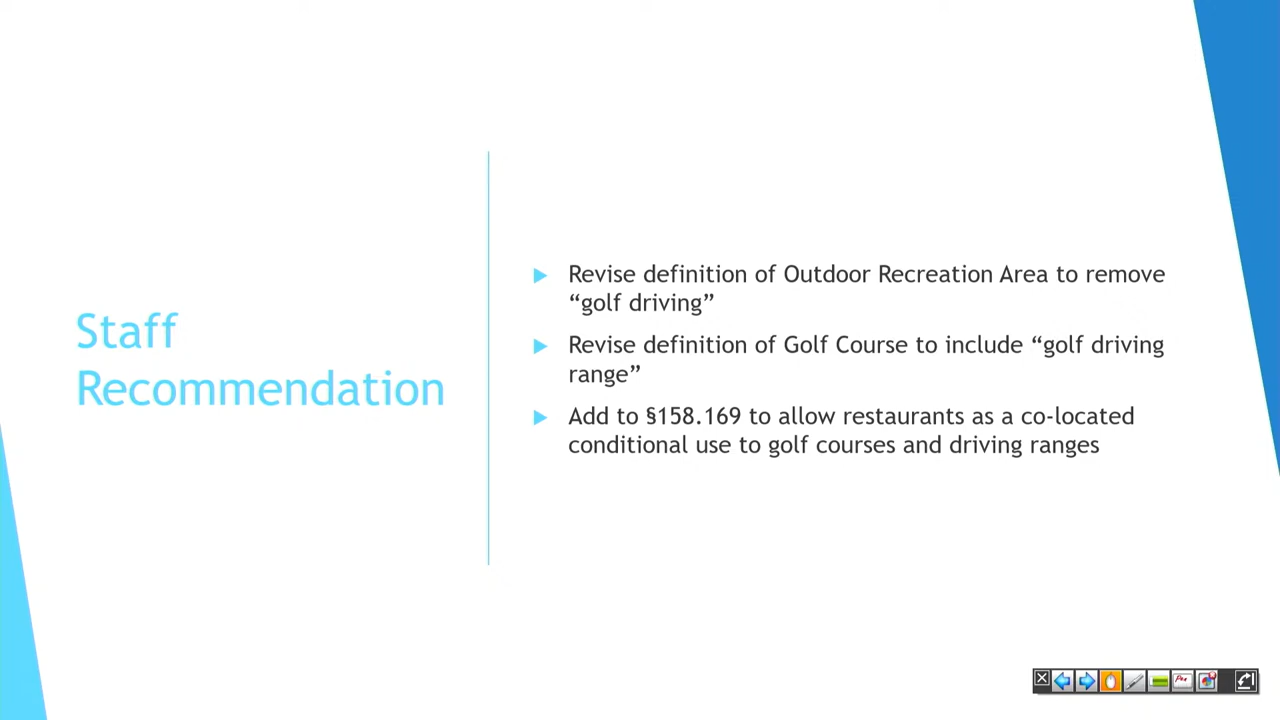 Staff
Recommendation
Revise definition of Outdoor Recreation Area to remove
“golf driving”
Revise definition of Golf Course to include “golf driving
range”
Add to §158.169 to allow restaurants as a co-located
conditional use to golf courses and driving ranges